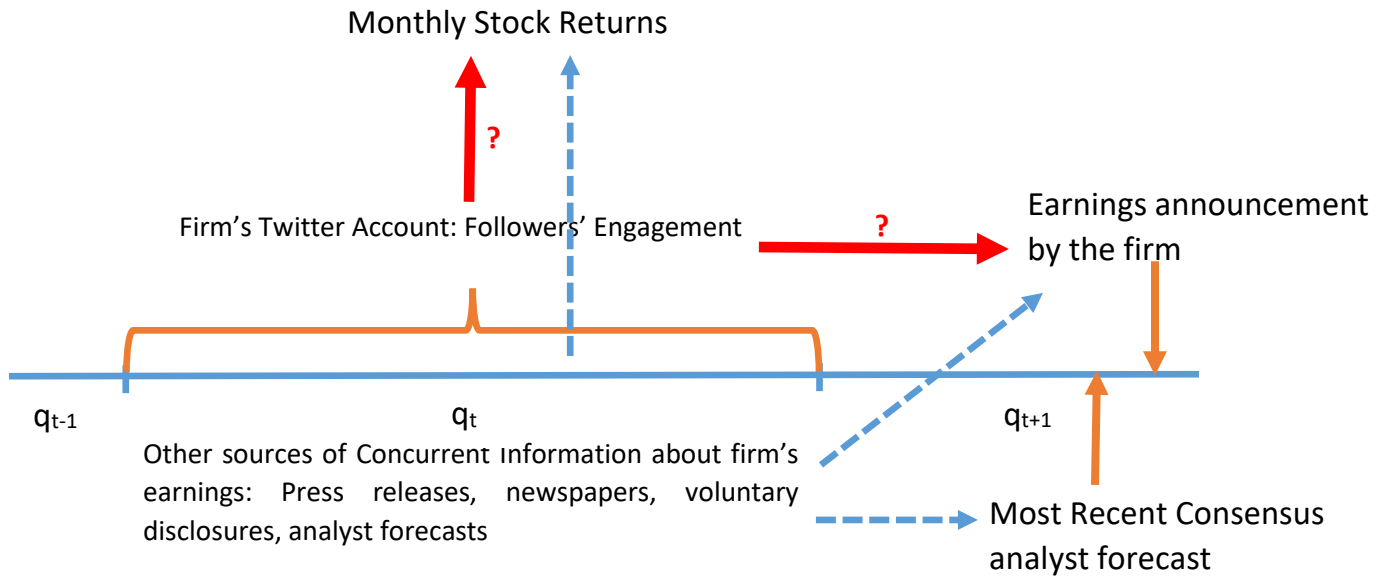 Monthly Stock Returns
?
Firm's Twitter Account: Followers' Engagement
?
Earnings announcement
by the firm
qt-1
qt
qt+1
Other sources of Concurrent Information about firm's
earnings: Press releases, newspapers, voluntary
disclosures, analyst forecasts
Most Recent Consensus
analyst forecast